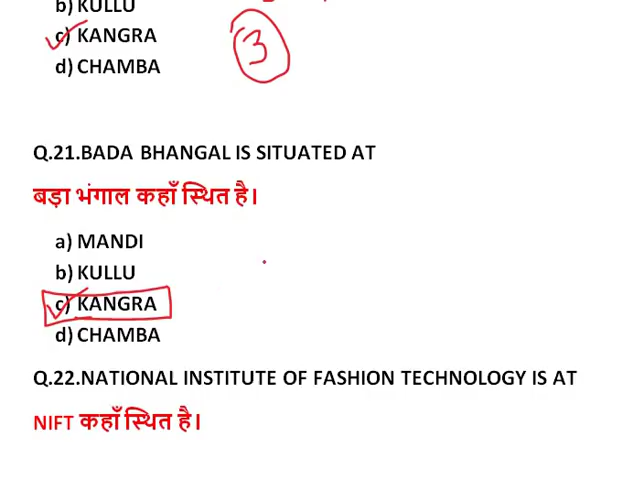 b) KULLU
c) KANGRA
d) CHAMBA
3
Q.21.BADA BHANGAL IS SITUATED AT
बड़ा भंगाल कहाँ स्थित है।
a) MANDI
b) KULLU
c) KANGRA
d) CHAMBA
Q.22.NATIONAL INSTITUTE OF FASHION TECHNOLOGY IS AT
NIFT कहाँ स्थित है।